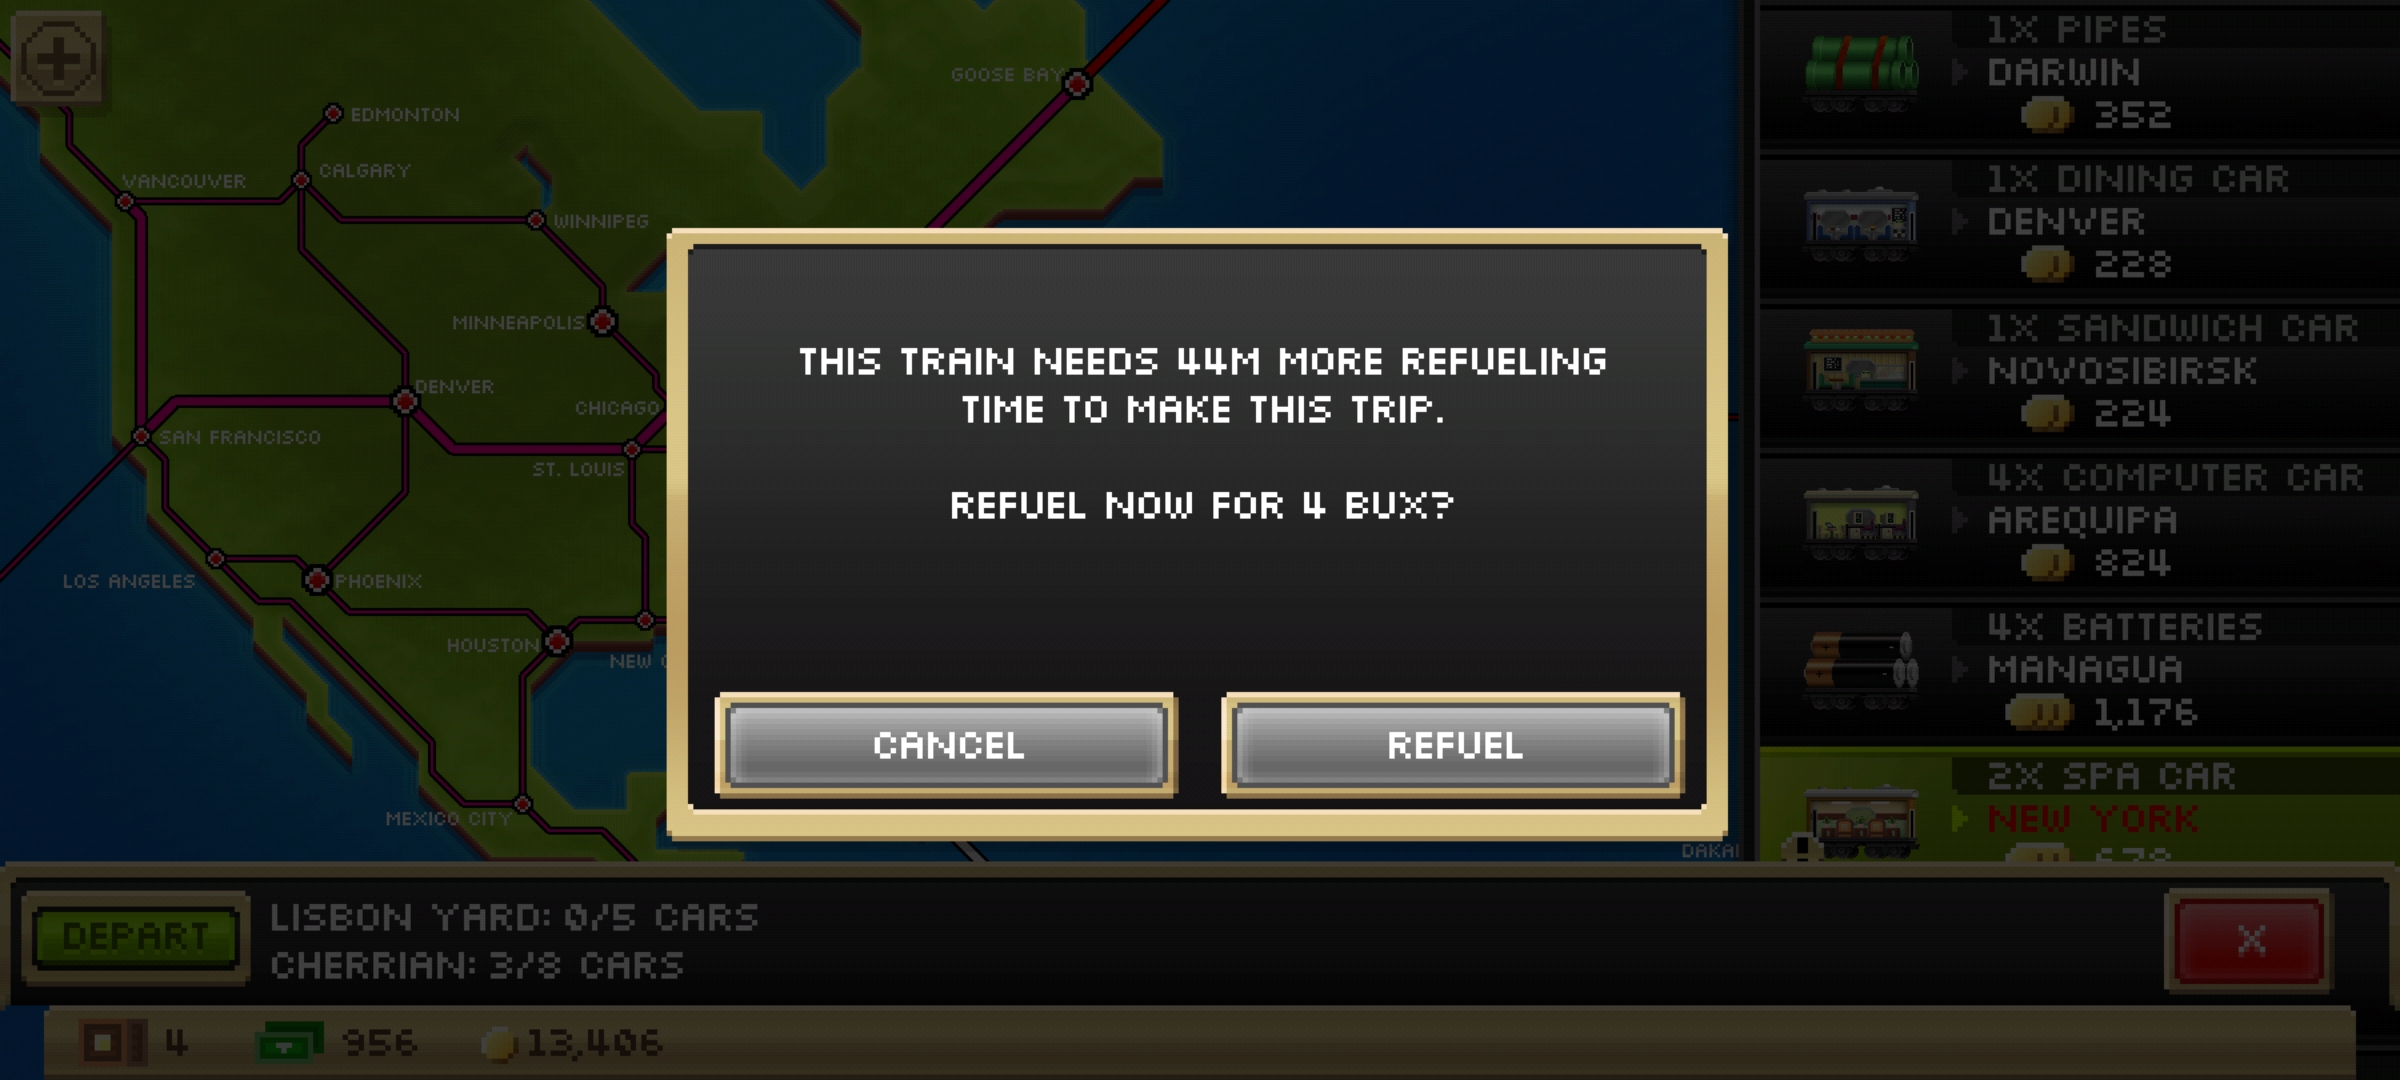 1X PIPES
DARWIN
352
1X DINING CAR
DENVER
228
1X SANDWICH CAR
NOVOSIBIRSK
224
4X COMPUTER CAR
AREQUIPA
824
4X BATTERIES
MANAGUA
1,176
2X SPA CAR
NEW YORK
GOOSE BAY
EDMONTON
CALGARY
VANCOUVER
WINNIPEG
MINNEAPOLIS
DENVER
CHICAGO
SAN FRANCISCO
ST. LOUIS
LOS ANGELES
PHOENIX
HOUSTON
NEW
MEXICO CITY
DAKA
THIS TRAIN NEEDS 44M MORE REFUELING
TIME TO MAKE THIS TRIP.
REFUEL NOW FOR 4 BUX?
CANCEL
REFUEL
DEPART
LISBON YARD: 0/5 CARS
CHERRIAN: 3/8 CARS
X
4
956
13,406